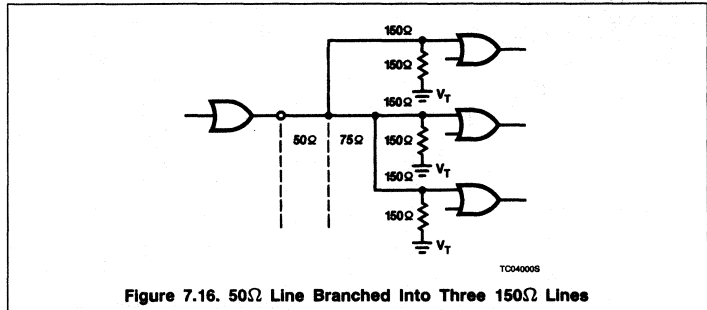 150Ω
150Ω
V_T
150Ω
50Ω 75Ω
150Ω
V_T
150Ω
150Ω
V_T
TC04000S
Figure 7.16. 50Ω Line Branched Into Three 150Ω Lines